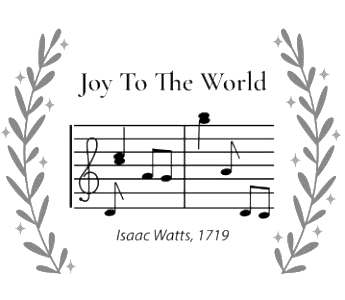 Joy To The World
Isaac Watts, 1719